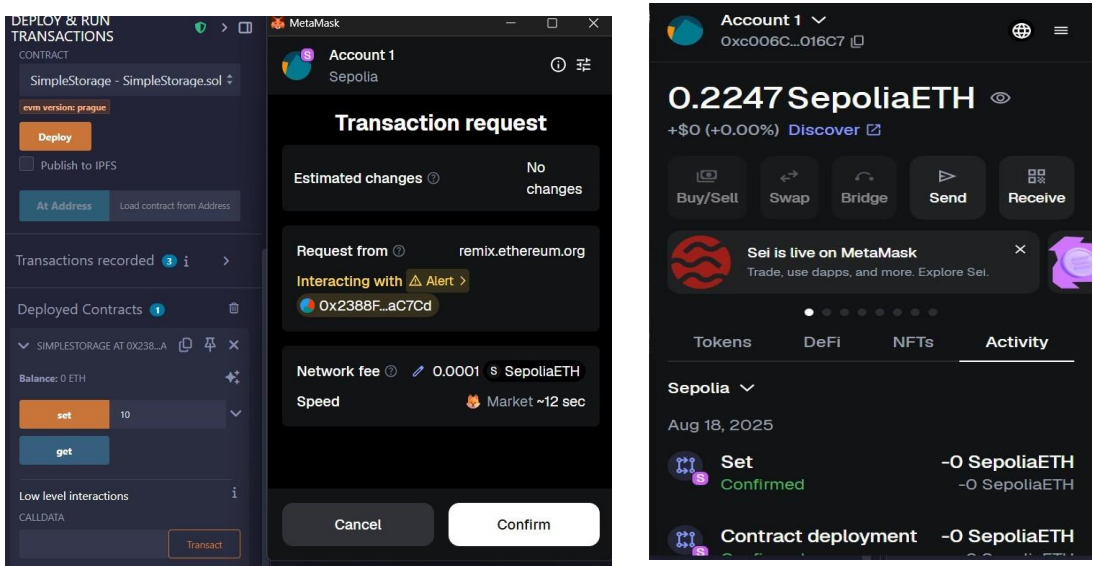 DEPLOY & RUN
TRANSACTIONS
CONTRACT
SimpleStorage - SimpleStorage.sol
evm version: prague
Deploy
Publish to IPFS
At Address
Load contract from Address
Transactions recorded 3 i
Deployed Contracts 1
SIMPLESTORAGE AT 0X238...A
Balance: 0 ETH
set
10
get
Low level interactions
i
CALLDATA
Transact
MetaMask
S
Account 1
Sepolia
Transaction request
Estimated changes
No
changes
Request from
remix.ethereum.org
Interacting with
Alert >
0x2388F...aC7Cd
Network fee
0.0001
S SepoliaETH
Speed
Market ~12 sec
Cancel
Confirm
Account 1
0xc006C...016C7
0.2247 SepoliaETH
+$0 (+0.00%) Discover
Buy/Sell
Swap
Bridge
Send
Receive
Sei is live on MetaMask
Trade, use dapps, and more. Explore Sei.
Tokens
DeFi
NFTs
Activity
Sepolia
Aug 18, 2025
Set
-0 SepoliaETH
S
Confirmed
-0 SepoliaETH
Contract deployment
-0 SepoliaETH
S